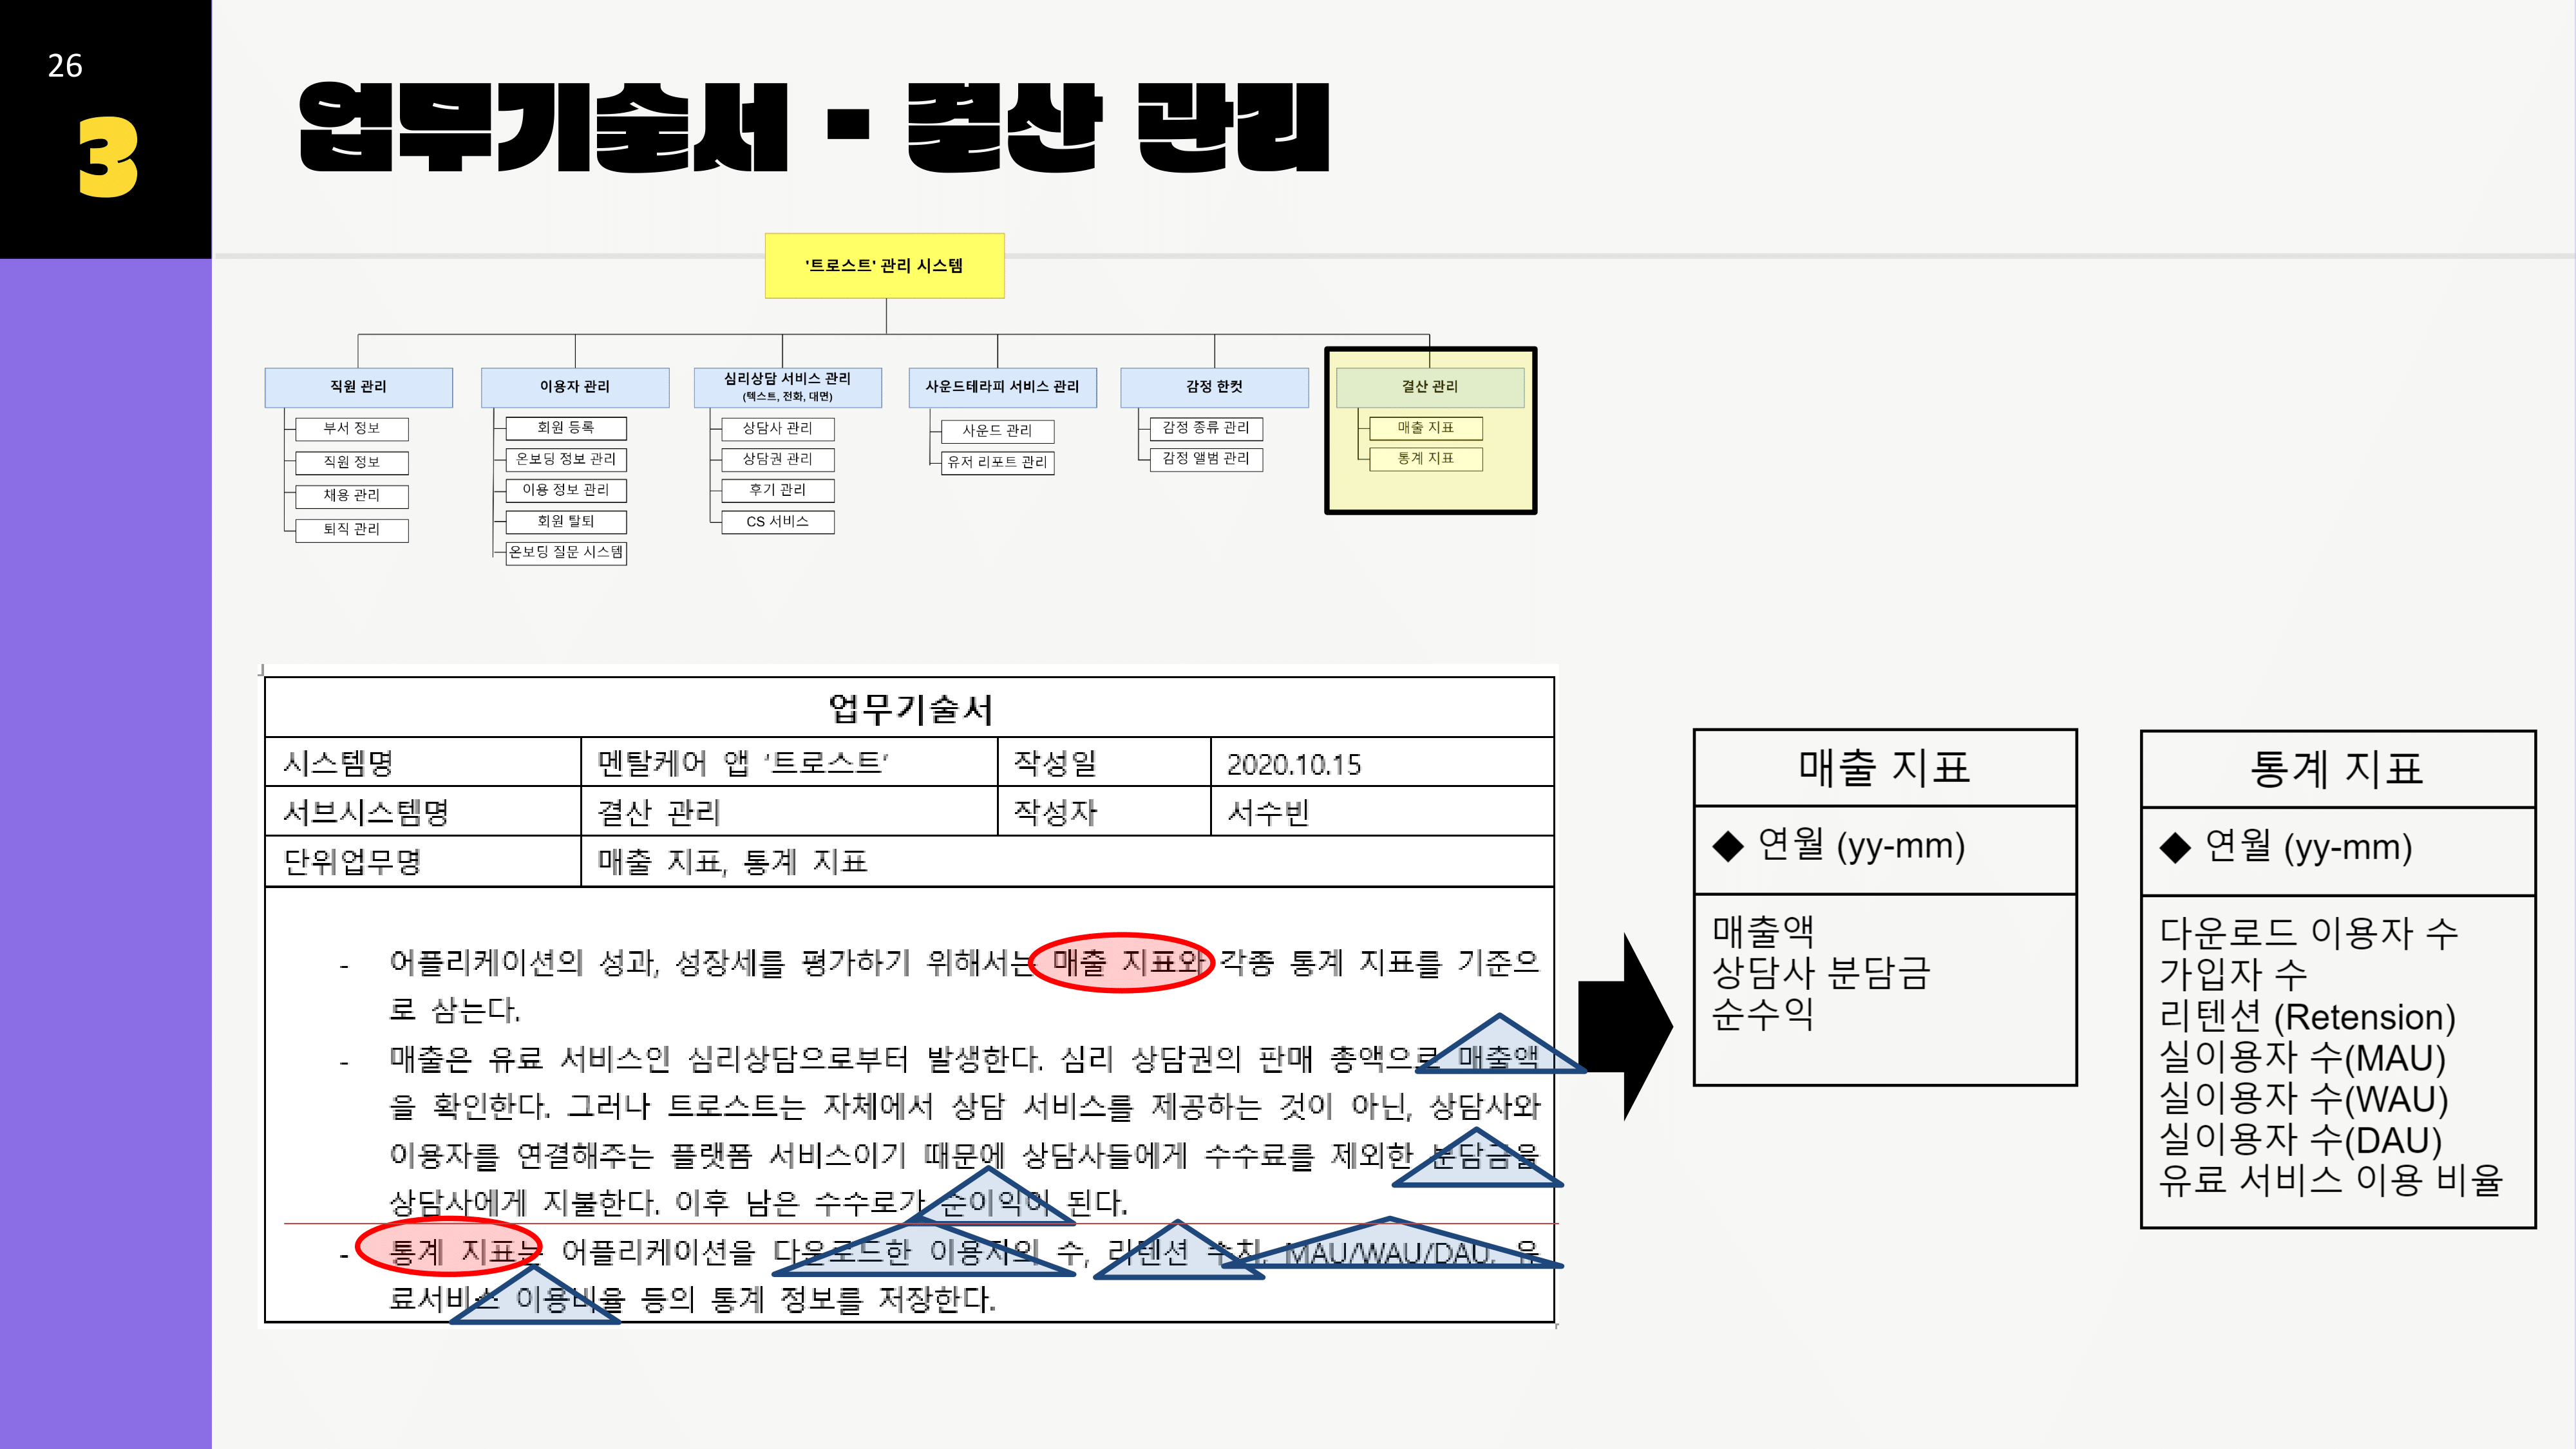 26
3
업무기술서 - 결산 관리
'트로스트' 관리 시스템
직원 관리
부서 정보
직원 정보
채용 관리
퇴직 관리
이용자 관리
회원 등록
온보딩 정보 관리
이용 정보 관리
회원 탈퇴
온보딩 질문 시스템
심리상담 서비스 관리
(텍스트, 전화, 대면)
상담사 관리
상담권 관리
후기 관리
CS 서비스
사운드테라피 서비스 관리
사운드 관리
유저 리포트 관리
감정 한컷
감정 종류 관리
감정 앨범 관리
결산 관리
매출 지표
통계 지표
업무기술서
시스템명 멘탈케어 앱 '트로스트' 작성일 2020.10.15
서브시스템명 결산 관리 작성자 서수빈
단위업무명 매출 지표, 통계 지표
- 어플리케이션의 성과, 성장세를 평가하기 위해서는 매출 지표와 각종 통계 지표를 기준으
로 삼는다.
- 매출은 유료 서비스인 심리상담으로부터 발생한다. 심리 상담권의 판매 총액으로 매출액
을 확인한다. 그러나 트로스트는 자체에서 상담 서비스를 제공하는 것이 아닌, 상담사와
이용자를 연결해주는 플랫폼 서비스이기 때문에 상담사들에게 수수료를 제외한 분담금을
상담사에게 지불한다. 이후 남은 수수로가 순이익이 된다.
- 통계 지표는 어플리케이션을 다운로드한 이용자의 수, 리텐션 수치, MAU/WAU/DAU, 유
료서비스 이용비율 등의 통계 정보를 저장한다.
매출 지표
◆ 연월 (yy-mm)
매출액
상담사 분담금
순수익
통계 지표
◆ 연월 (yy-mm)
다운로드 이용자 수
가입자 수
리텐션 (Retension)
실이용자 수(MAU)
실이용자 수(WAU)
실이용자 수(DAU)
유료 서비스 이용 비율